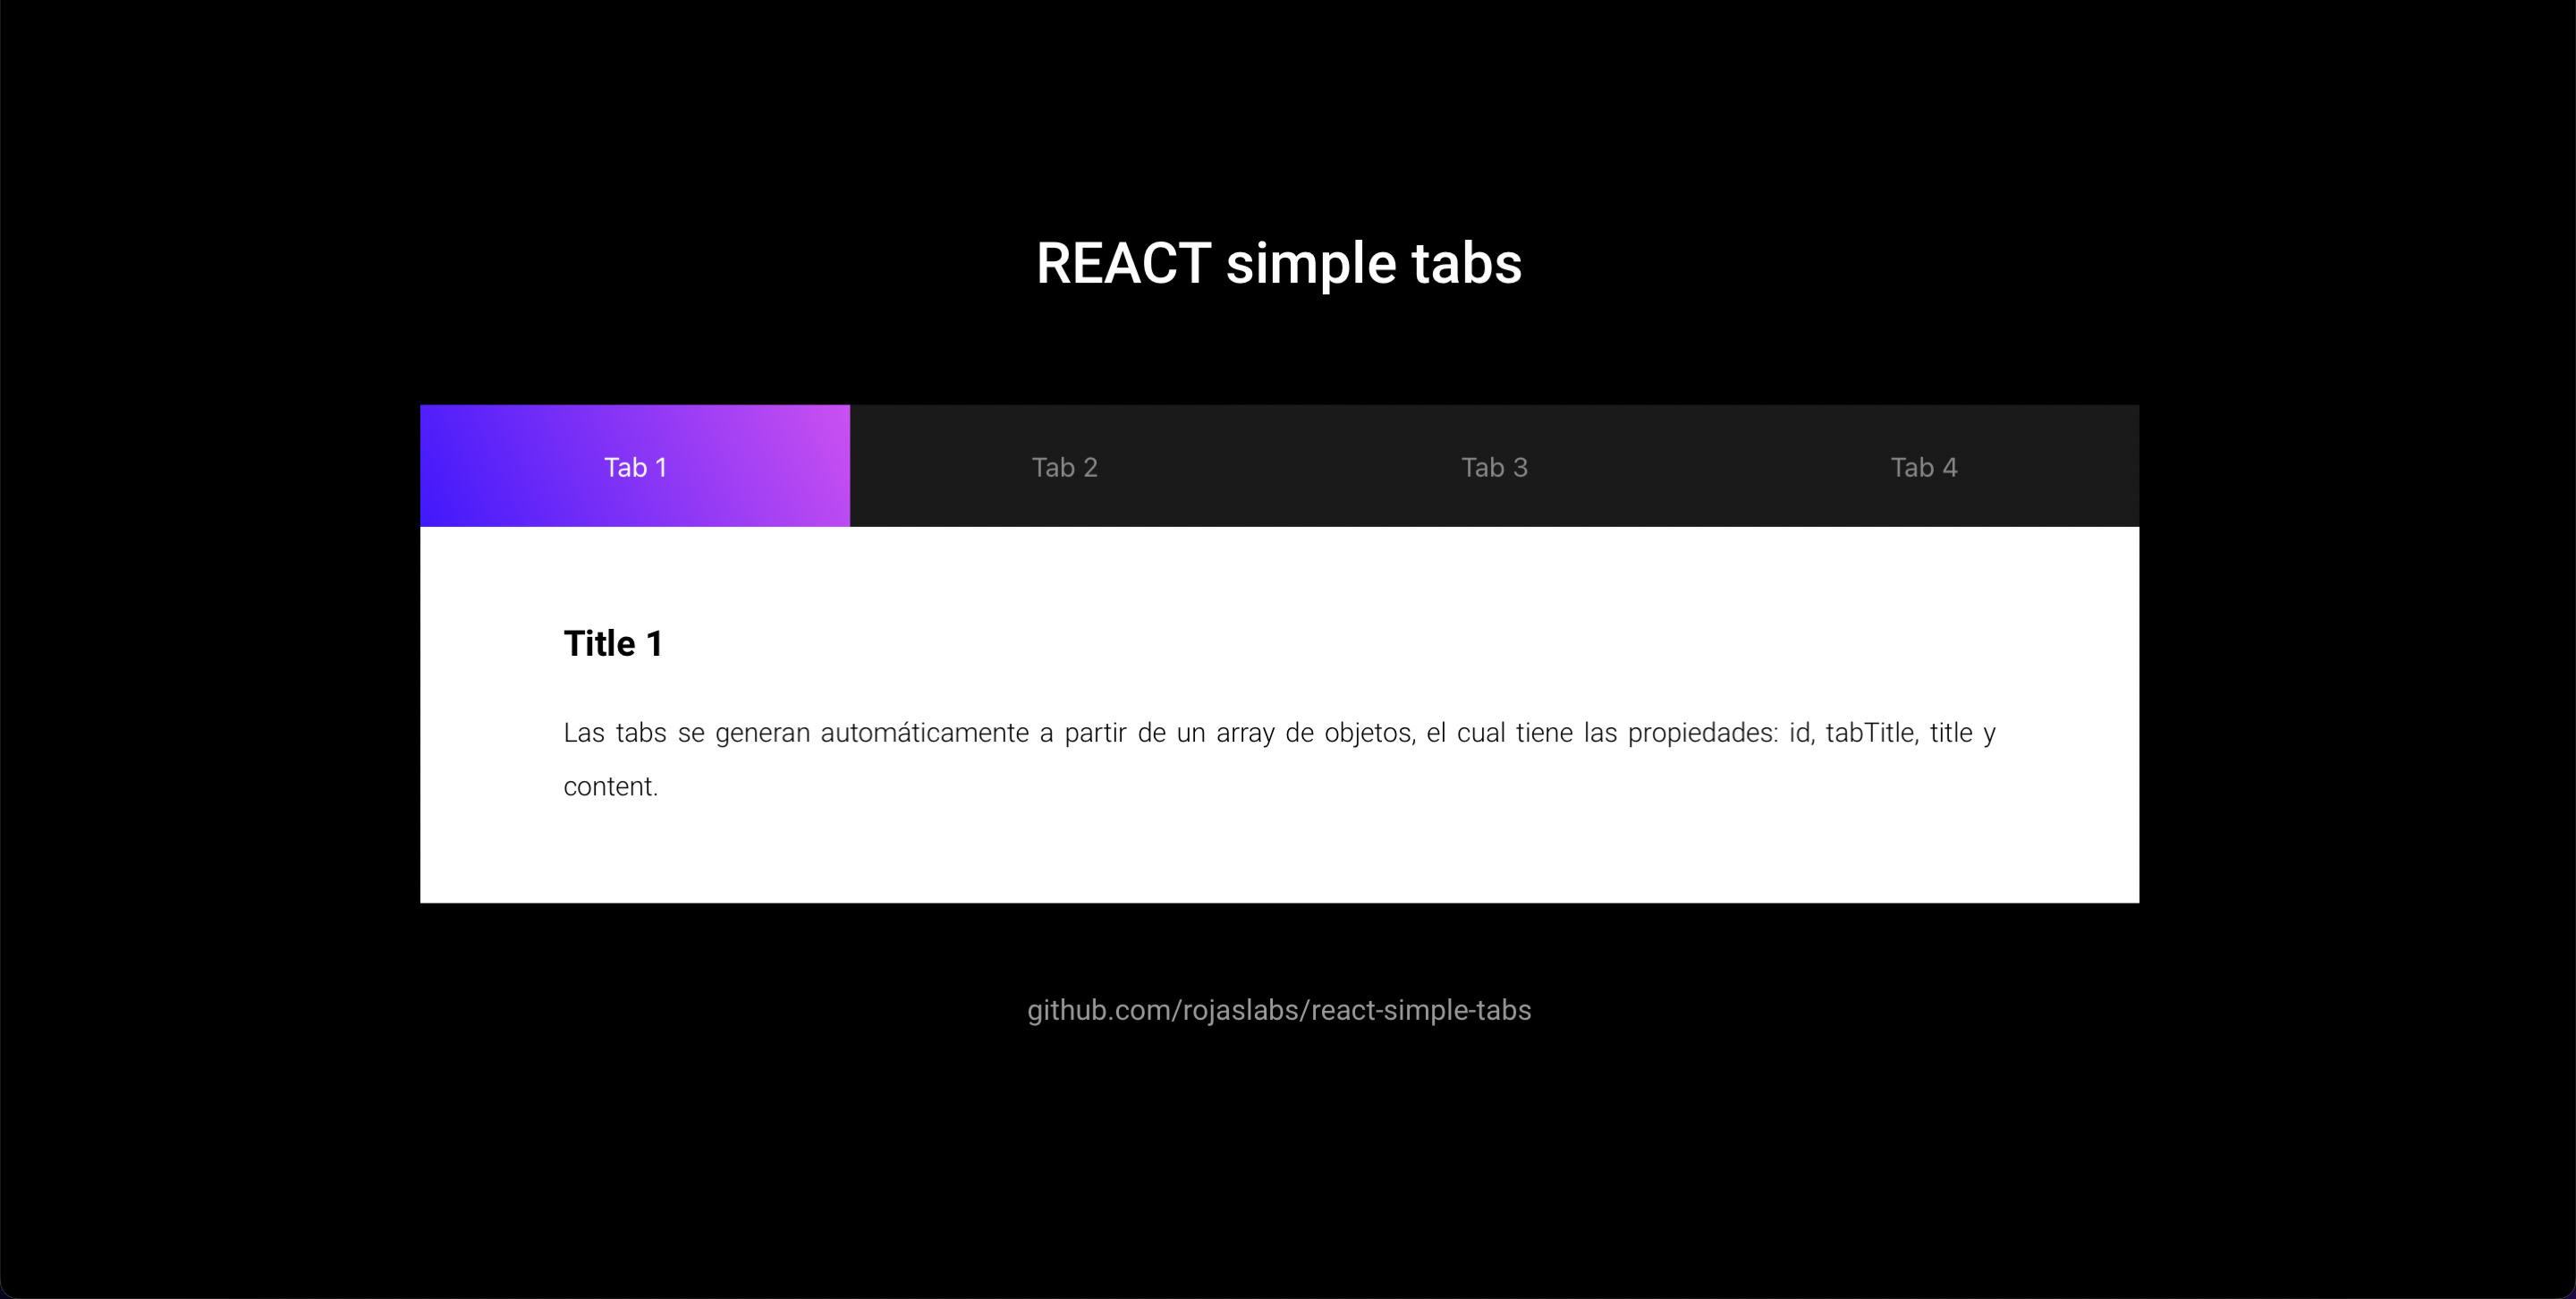 REACT simple tabs
Tab 1 Tab 2 Tab 3 Tab 4
Title 1
Las tabs se generan automáticamente a partir de un array de objetos, el cual tiene las propiedades: id, tabTitle, title y
content.
github.com/rojaslabs/react-simple-tabs